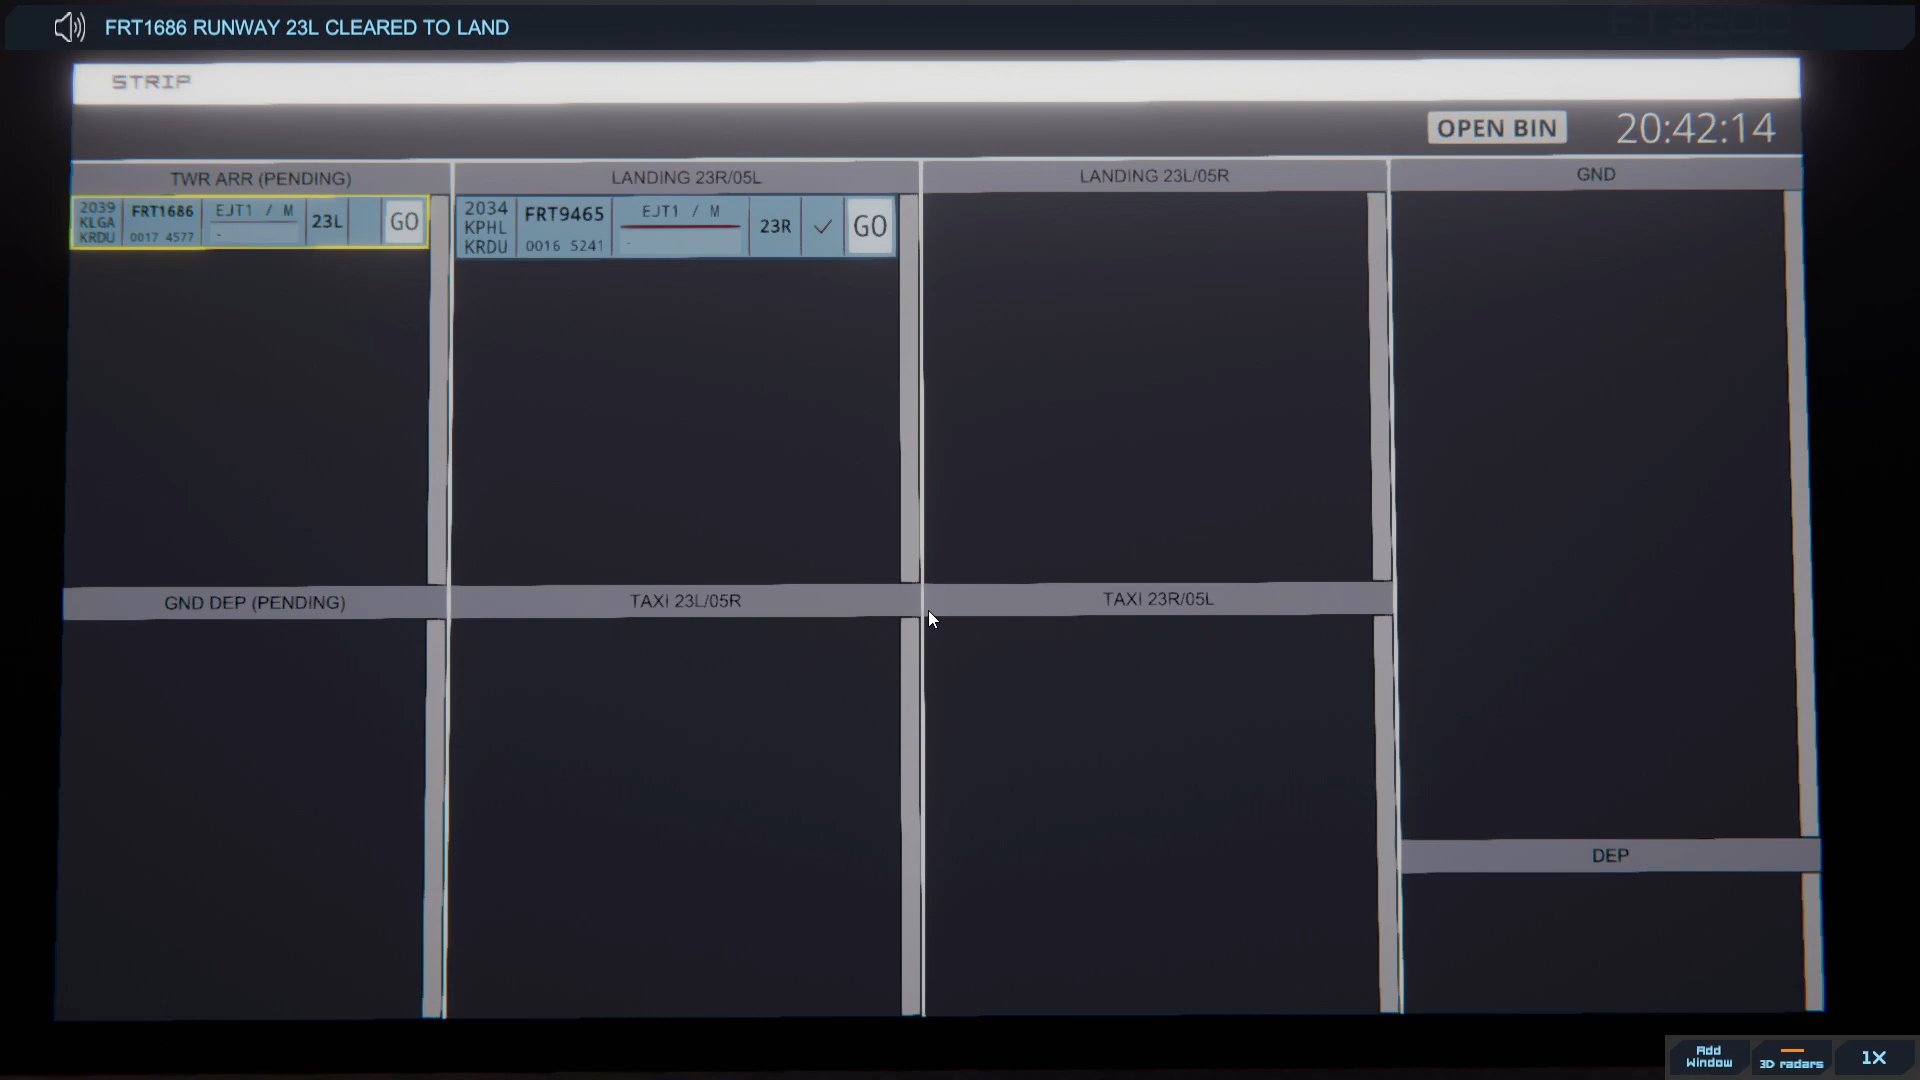 FRT1686 RUNWAY 23L CLEARED TO LAND
STRIP
OPEN BIN 20:42:14
TWR ARR (PENDING)
2039
KLGA
KRDU
FRT1686
0017 4577
EJT1 / M
-
23L
GO
LANDING 23R/05L
2034
KPHL
KRDU
FRT9465
0016 5241
EJT1 / M
-
23R
✓
GO
LANDING 23L/05R
GND
GND DEP (PENDING)
TAXI 23L/05R
TAXI 23R/05L
DEP
Add
Window
3D radars
1X